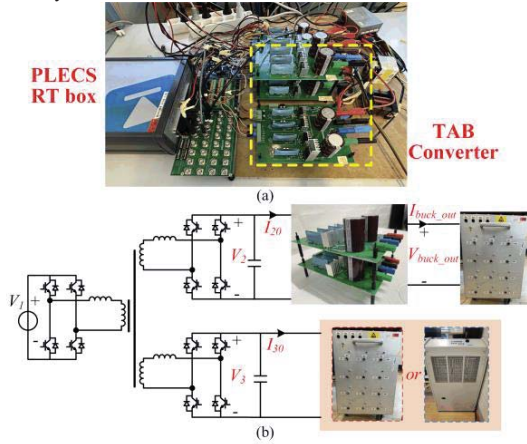 PLECS
RT box
TAB
Converter
(a)
V1
+
-
I20
+
V2
-
Ibuck_out
+
Vbuck_out
-
I30
+
V3
-
or
(b)